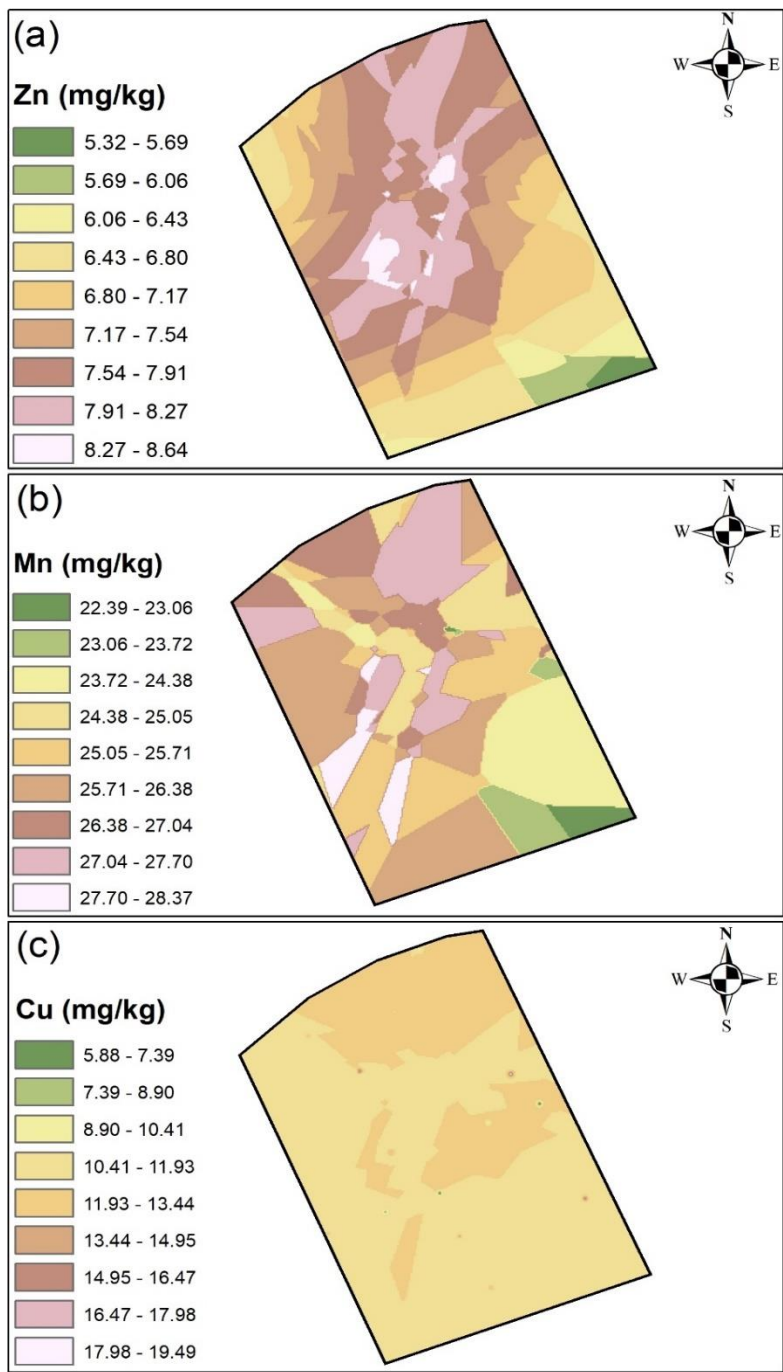 (a)
N
W E
S
Zn (mg/kg)
5.32 - 5.69
5.69 - 6.06
6.06 - 6.43
6.43 - 6.80
6.80 - 7.17
7.17 - 7.54
7.54 - 7.91
7.91 - 8.27
8.27 - 8.64
(b)
N
W E
S
Mn (mg/kg)
22.39 - 23.06
23.06 - 23.72
23.72 - 24.38
24.38 - 25.05
25.05 - 25.71
25.71 - 26.38
26.38 - 27.04
27.04 - 27.70
27.70 - 28.37
(c)
N
W E
S
Cu (mg/kg)
5.88 - 7.39
7.39 - 8.90
8.90 - 10.41
10.41 - 11.93
11.93 - 13.44
13.44 - 14.95
14.95 - 16.47
16.47 - 17.98
17.98 - 19.49